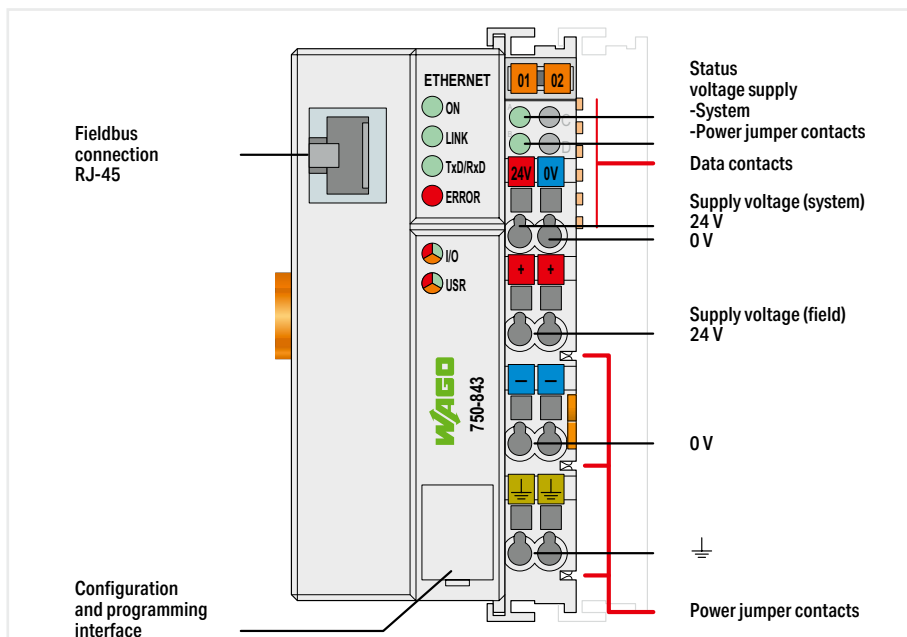 Fieldbus
connection
RJ-45
ETHERNET
ON
LINK
TxD/RxD
ERROR
I/O
USR
WAGO
750-843
Configuration
and programming
interface
01 02
A C
B D
24V 0V
+ +
— —
Status
voltage supply
-System
-Power jumper contacts
Data contacts
Supply voltage (system)
24 V
0 V
Supply voltage (field)
24 V
0 V
Power jumper contacts